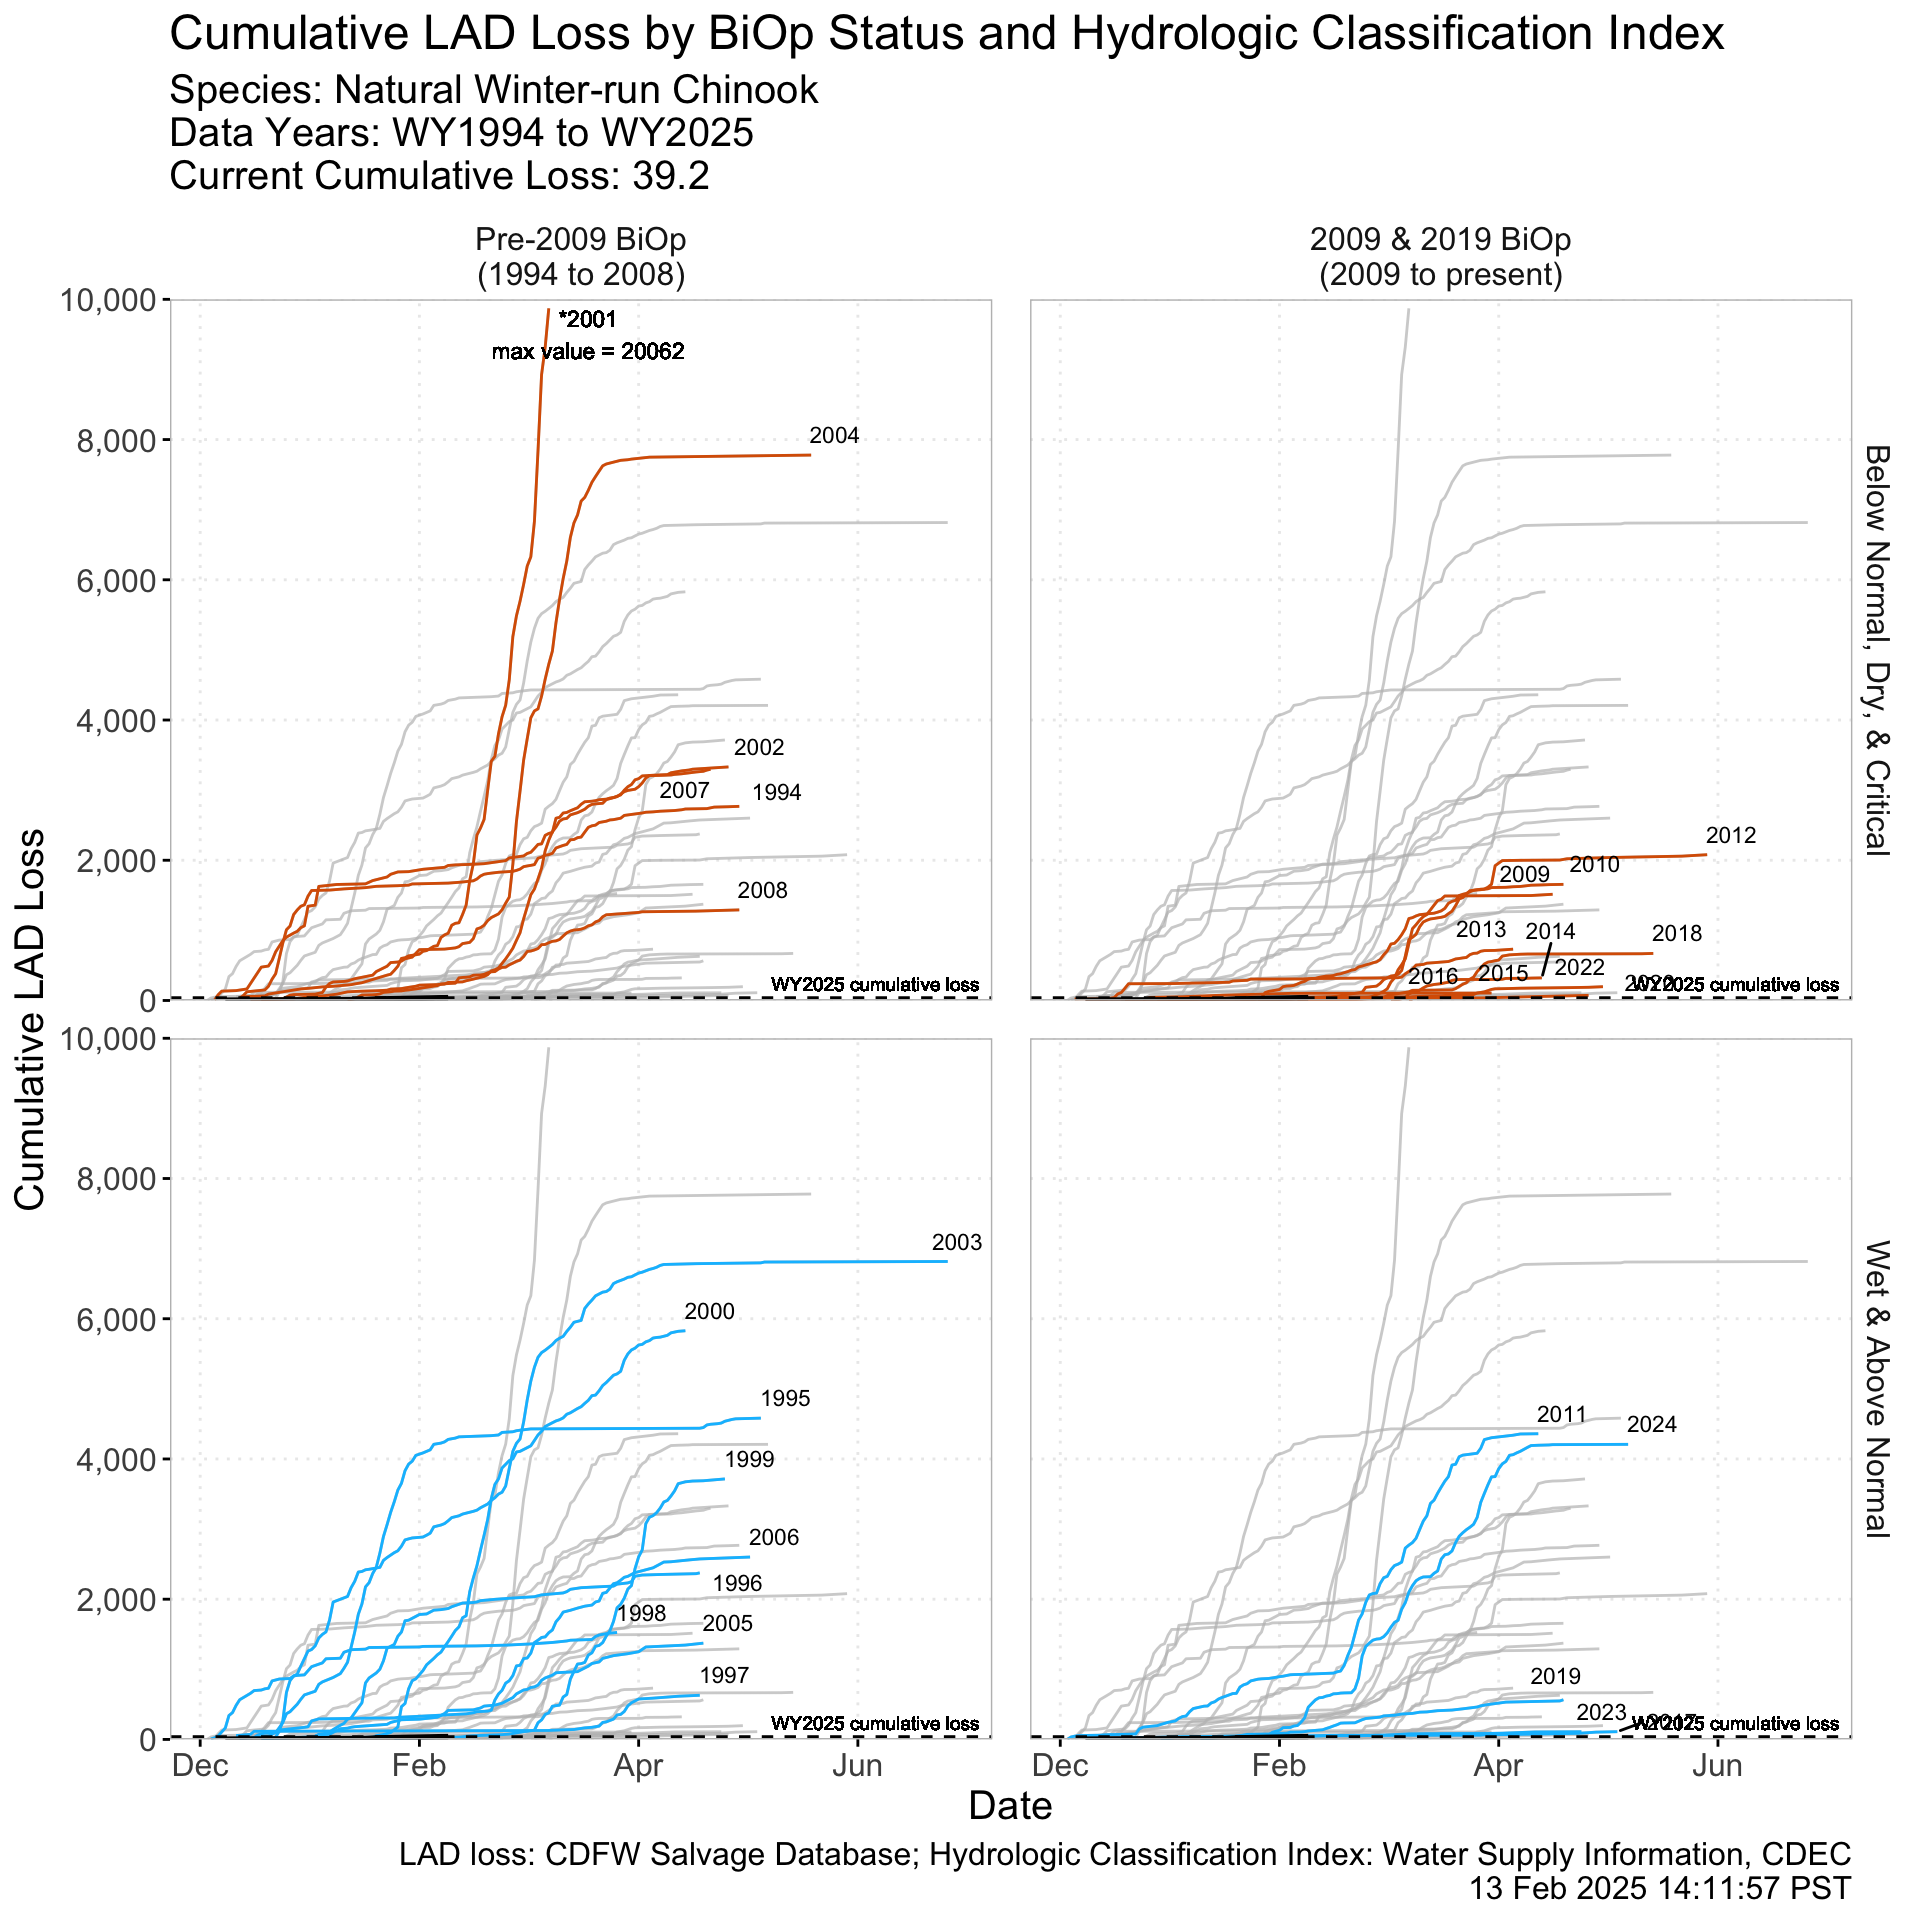 Cumulative LAD Loss by BiOp Status and Hydrologic Classification Index
Species: Natural Winter-run Chinook
Data Years: WY1994 to WY2025
Current Cumulative Loss: 39.2
Pre-2009 BiOp
(1994 to 2008)
2009 & 2019 BiOp
(2009 to present)
Cumulative LAD Loss
10,000
8,000
6,000
4,000
2,000
0
*2001
max value = 20062
2004
2002
2007
1994
2008
WY2025 cumulative loss
2012
2010
2009
2013
2014
2018
2016
2015
2022
WY2025 cumulative loss
Below Normal, Dry, & Critical
10,000
8,000
6,000
4,000
2,000
0
2003
2000
1995
1999
2006
1996
1998
2005
1997
WY2025 cumulative loss
2011
2024
2019
2023
2017
WY2025 cumulative loss
Wet & Above Normal
Dec
Feb
Apr
Jun
Dec
Feb
Apr
Jun
Date
LAD loss: CDFW Salvage Database; Hydrologic Classification Index: Water Supply Information, CDEC
13 Feb 2025 14:11:57 PST